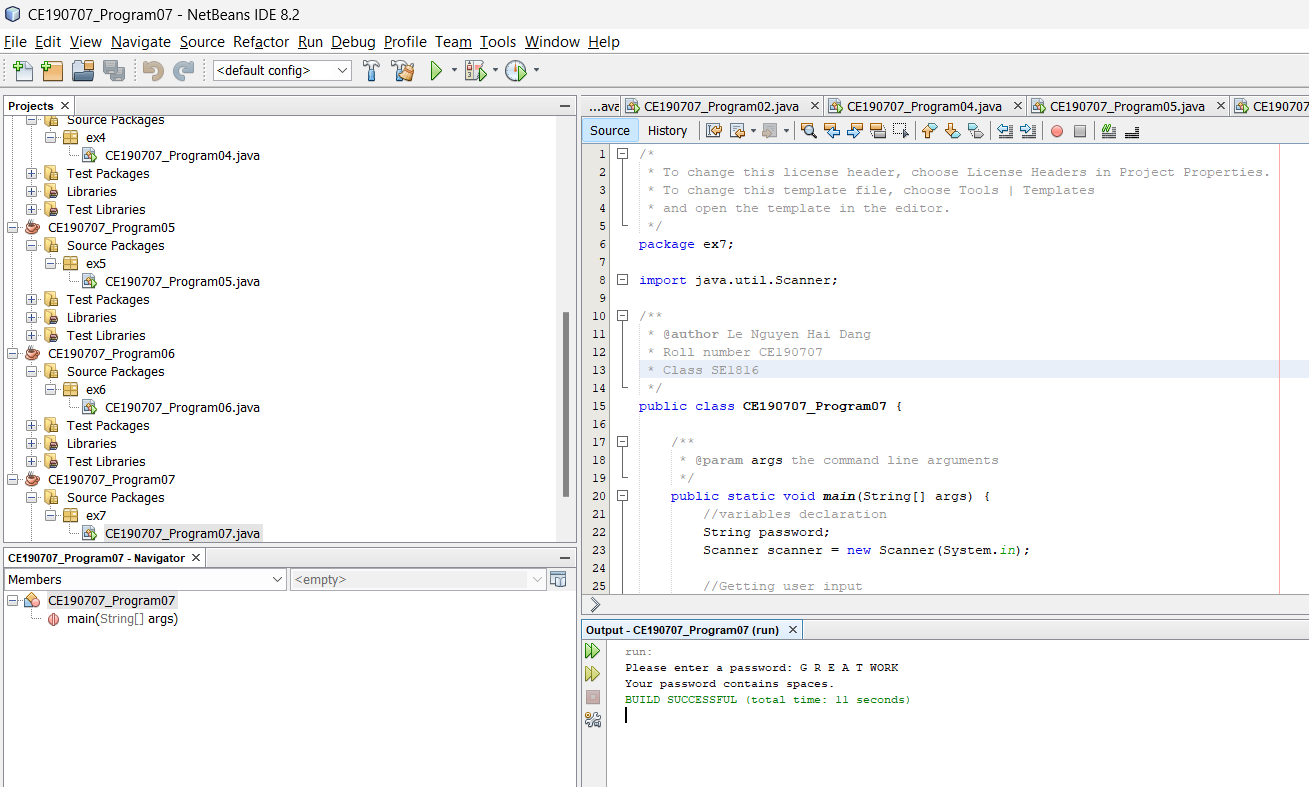 CE190707_Program07 - NetBeans IDE 8.2
File Edit View Navigate Source Refactor Run Debug Profile Team Tools Window Help
<default config>
Projects
Source Packages
ex4
CE190707_Program04.java
Test Packages
Libraries
Test Libraries
CE190707_Program05
Source Packages
ex5
CE190707_Program05.java
Test Packages
Libraries
Test Libraries
CE190707_Program06
Source Packages
ex6
CE190707_Program06.java
Test Packages
Libraries
Test Libraries
CE190707_Program07
Source Packages
ex7
CE190707_Program07.java
CE190707_Program07 - Navigator
Members <empty>
CE190707_Program07
main(String[] args)
...ava CE190707_Program02.java CE190707_Program04.java CE190707_Program05.java CE190707
Source History
1 /*
2 * To change this license header, choose License Headers in Project Properties.
3 * To change this template file, choose Tools | Templates
4 * and open the template in the editor.
5 */
6 package ex7;
7
8 import java.util.Scanner;
9
10 /**
11 * @author Le Nguyen Hai Dang
12 * Roll number CE190707
13 * Class SE1816
14 */
15 public class CE190707_Program07 {
16
17 /**
18 * @param args the command line arguments
19 */
20 public static void main(String[] args) {
21 //variables declaration
22 String password;
23 Scanner scanner = new Scanner(System.in);
24
25 //Getting user input
Output - CE190707_Program07 (run)
run:
Please enter a password: G R E A T WORK
Your password contains spaces.
BUILD SUCCESSFUL (total time: 11 seconds)